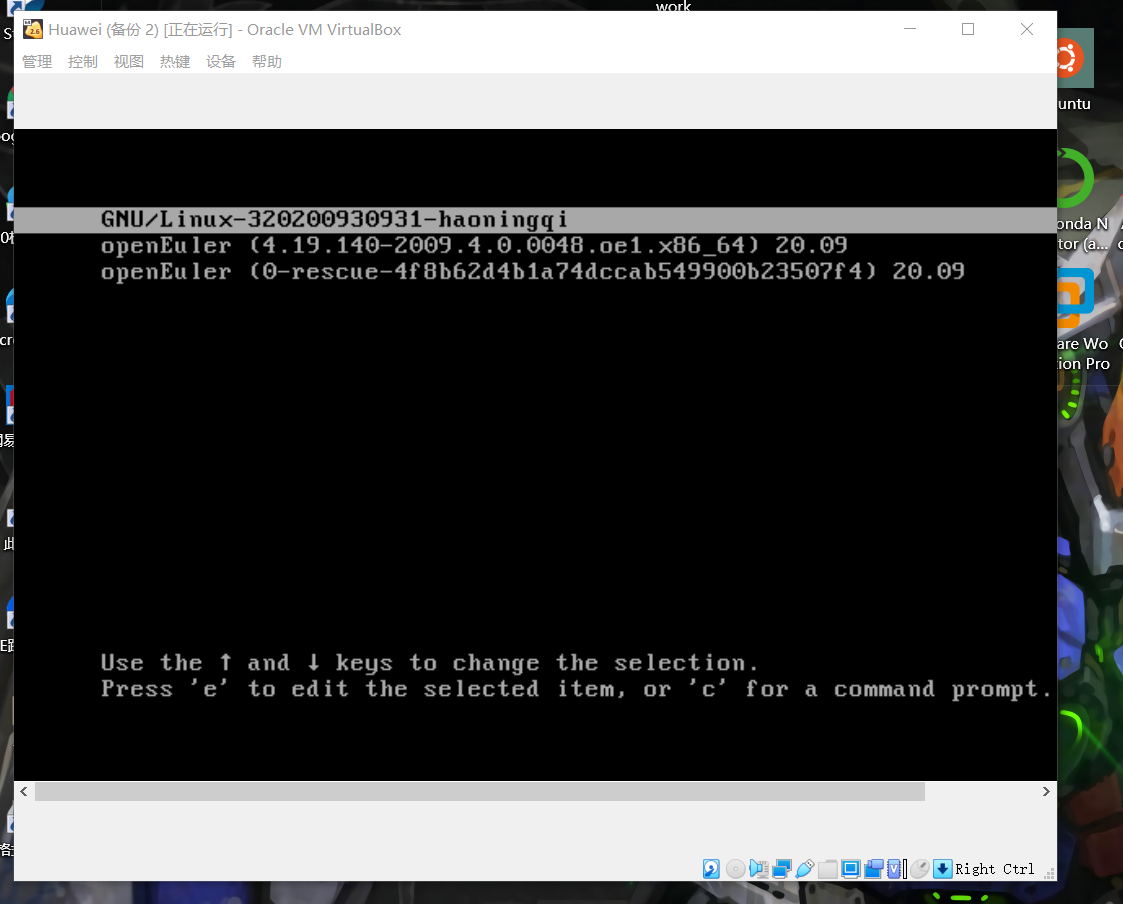 work
Huawei (备份 2) [正在运行] - Oracle VM VirtualBox
管理 控制 视图 热键 设备 帮助
untu
GNU/Linux-320200930931-haoningqi
openEuler (4.19.140-2009.4.0.0048.oe1.x86_64) 20.09
openEuler (0-rescue-4f8b62d4b1a74dccab549900b23507f4) 20.09
onda N
tor (a...
are Wo
tion Pro
Use the ↑ and ↓ keys to change the selection.
Press 'e' to edit the selected item, or 'c' for a command prompt.
Right Ctrl